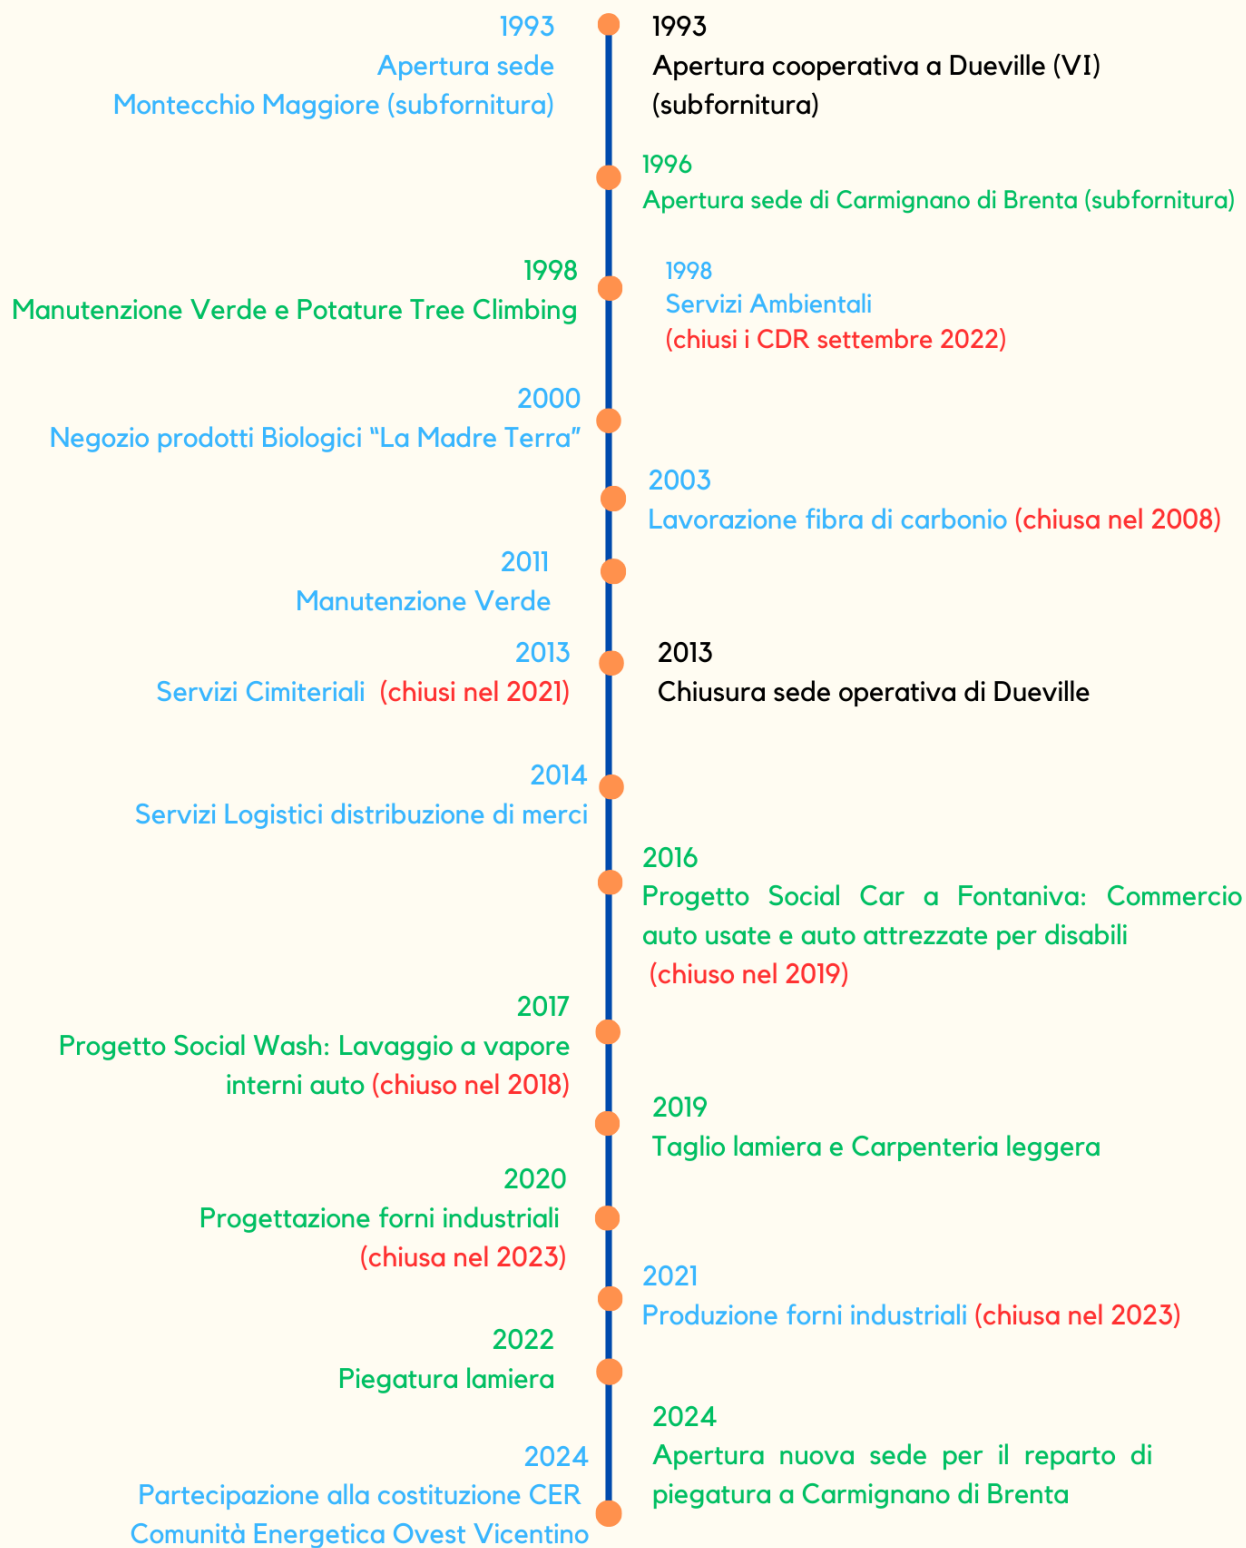 1993
Apertura sede
Montecchio Maggiore (subfornitura)
1993
Apertura cooperativa a Dueville (VI)
(subfornitura)
1996
Apertura sede di Carmignano di Brenta (subfornitura)
1998
Manutenzione Verde e Potature Tree Climbing
1998
Servizi Ambientali
(chiusi i CDR settembre 2022)
2000
Negozio prodotti Biologici “La Madre Terra”
2003
Lavorazione fibra di carbonio (chiusa nel 2008)
2011
Manutenzione Verde
2013
Servizi Cimiteriali (chiusi nel 2021)
2013
Chiusura sede operativa di Dueville
2014
Servizi Logistici distribuzione di merci
2016
Progetto Social Car a Fontaniva: Commercio
auto usate e auto attrezzate per disabili
(chiuso nel 2019)
2017
Progetto Social Wash: Lavaggio a vapore
interni auto (chiuso nel 2018)
2019
Taglio lamiera e Carpenteria leggera
2020
Progettazione forni industriali
(chiusa nel 2023)
2021
Produzione forni industriali (chiusa nel 2023)
2022
Piegatura lamiera
2024
Apertura nuova sede per il reparto di
piegatura a Carmignano di Brenta
2024
Partecipazione alla costituzione CER
Comunità Energetica Ovest Vicentino